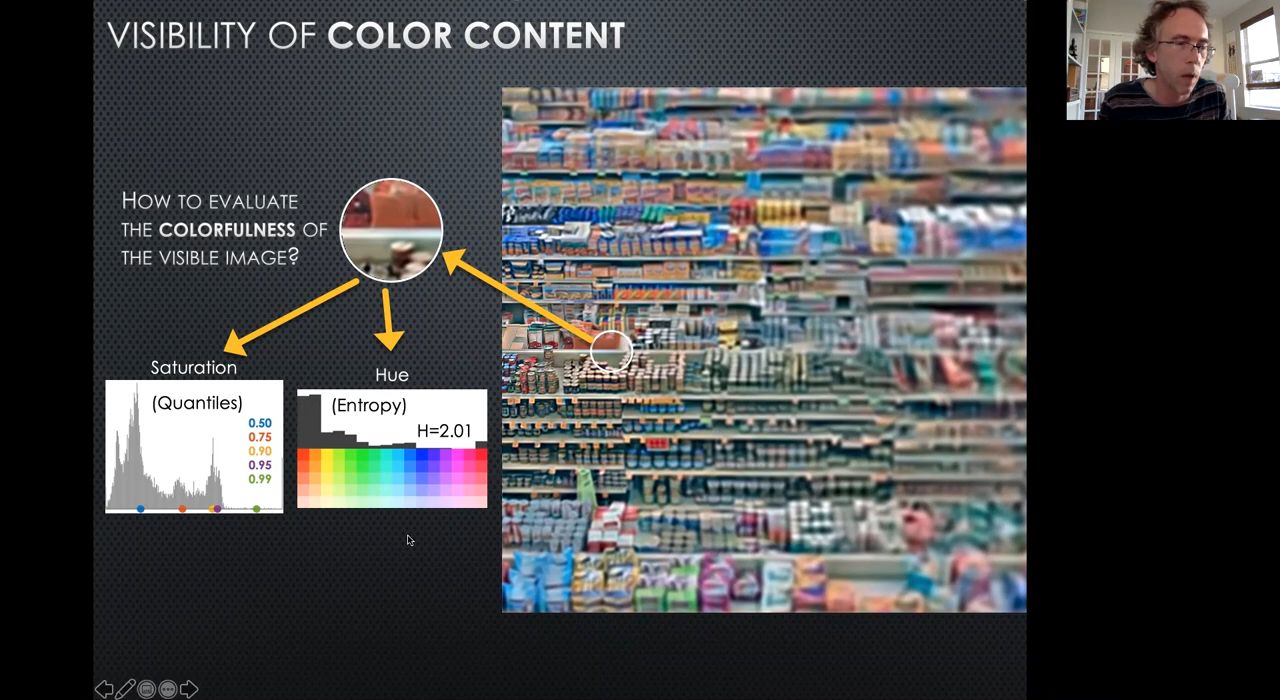 VISIBILITY OF COLOR CONTENT
HOW TO EVALUATE
THE COLORFULNESS OF
THE VISIBLE IMAGE?
Saturation
(Quantiles)
0.50
0.75
0.90
0.95
0.99
Hue
(Entropy)
H=2.01